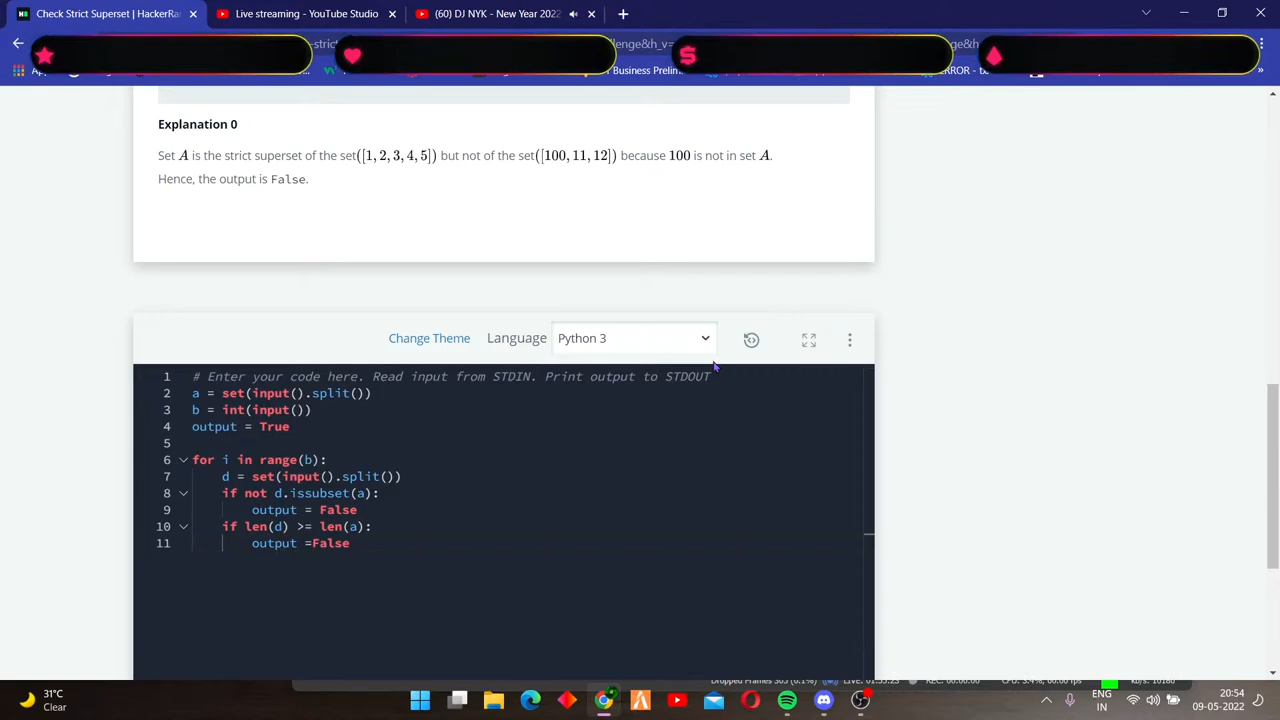 Check Strict Superset | HackerRan
Live streaming - YouTube Studio
(60) DJ NYK - New Year 2022
Business Prelim
ERROR
Explanation 0
Set A is the strict superset of the set([1, 2, 3, 4, 5]) but not of the set([100, 11, 12]) because 100 is not in set A.
Hence, the output is False.
Change Theme Language Python 3
1 # Enter your code here. Read input from STDIN. Print output to STDOUT
2 a = set(input().split())
3 b = int(input())
4 output = True
5
6 for i in range(b):
7 d = set(input().split())
8 if not d.issubset(a):
9 output = False
10 if len(d) >= len(a):
11 output =False
31°C
Clear
ENG
IN
20:54
09-05-2022